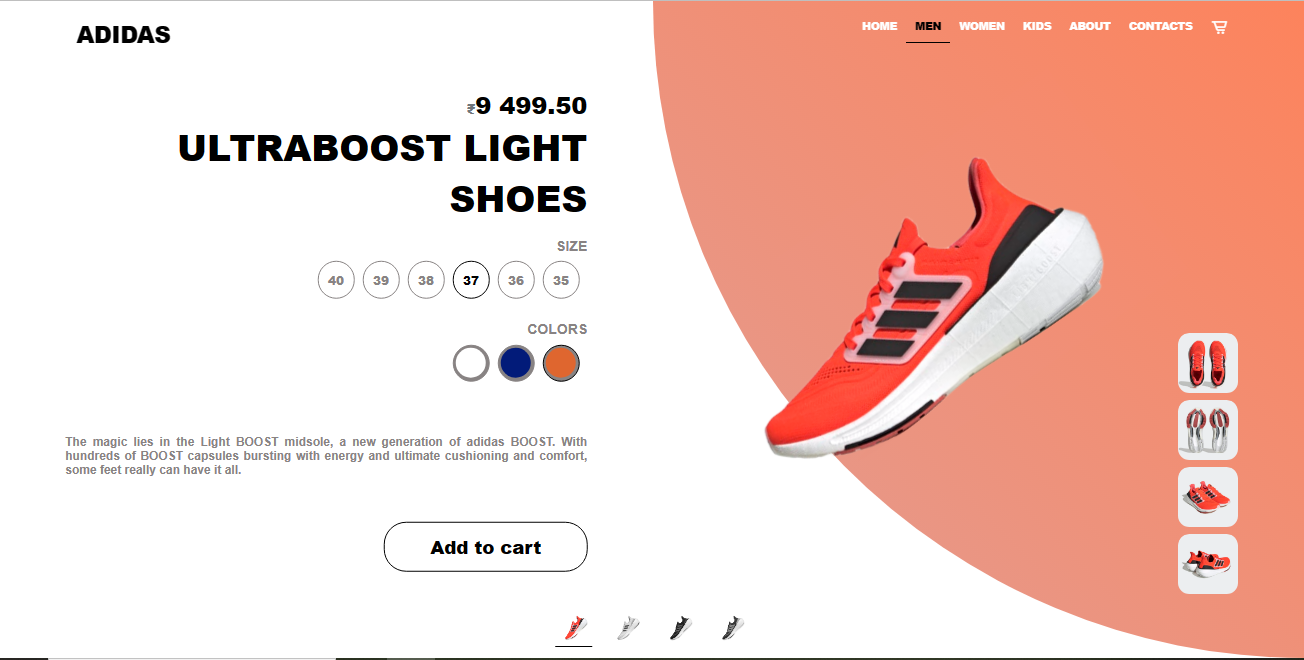 ADIDAS
HOME MEN WOMEN KIDS ABOUT CONTACTS
₹9 499.50
ULTRABOOST LIGHT
SHOES
SIZE
40 39 38 37 36 35
COLORS
The magic lies in the Light BOOST midsole, a new generation of adidas BOOST. With
hundreds of BOOST capsules bursting with energy and ultimate cushioning and comfort,
some feet really can have it all.
Add to cart